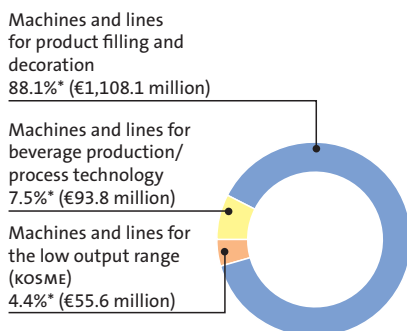 Machines and lines
for product filling and
decoration
88.1%* (€1,108.1 million)
Machines and lines for
beverage production/
process technology
7.5%* (€93.8 million)
Machines and lines for
the low output range
(KOSME)
4.4%* (€55.6 million)